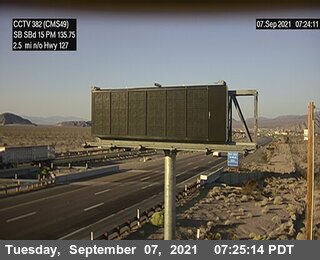 CCTV 382 (CMS49)
SB SBd 15 PM 135.75
2.5 mi n/o Hwy 127
07.Sep 2021 07:24:11
Tuesday, September 07, 2021 07:25:14 PDT